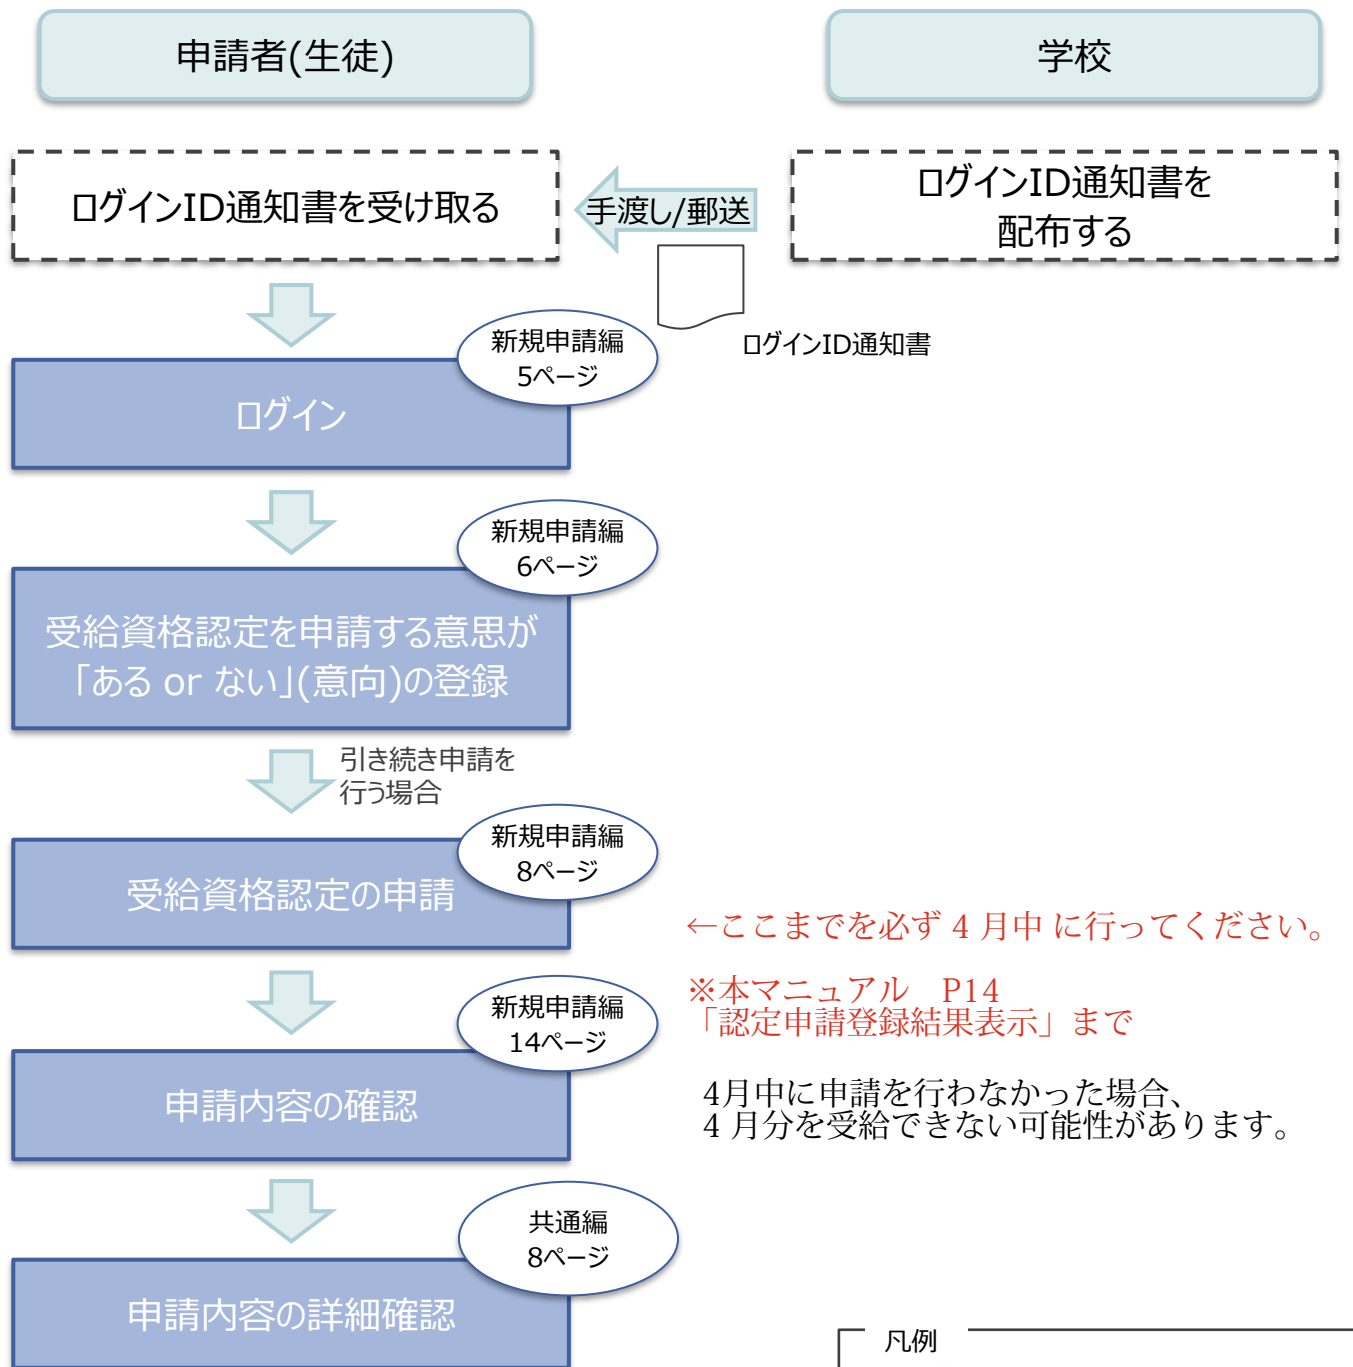 申請者(生徒)
学校
ログインID通知書を受け取る
手渡し/郵送
ログインID通知書を
配布する
ログインID通知書
新規申請編
5ページ
ログイン
新規申請編
6ページ
受給資格認定を申請する意思が
「ある or ない」(意向)の登録
引き続き申請を
行う場合
新規申請編
8ページ
受給資格認定の申請
←ここまでを必ず 4 月中 に行ってください。
※本マニュアル　P14
「認定申請登録結果表示」まで
新規申請編
14ページ
申請内容の確認
4月中に申請を行わなかった場合、
4 月分を受給できない可能性があります。
共通編
8ページ
申請内容の詳細確認
凡例